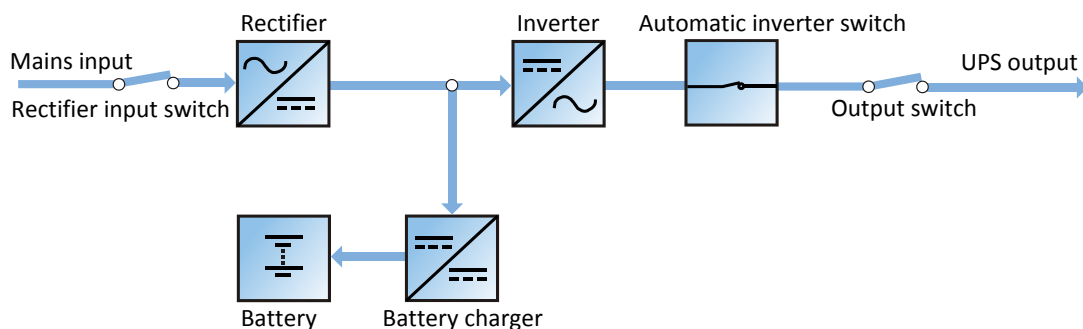 Rectifier
Inverter
Automatic inverter switch
Mains input
UPS output
Rectifier input switch
Output switch
Battery
Battery charger